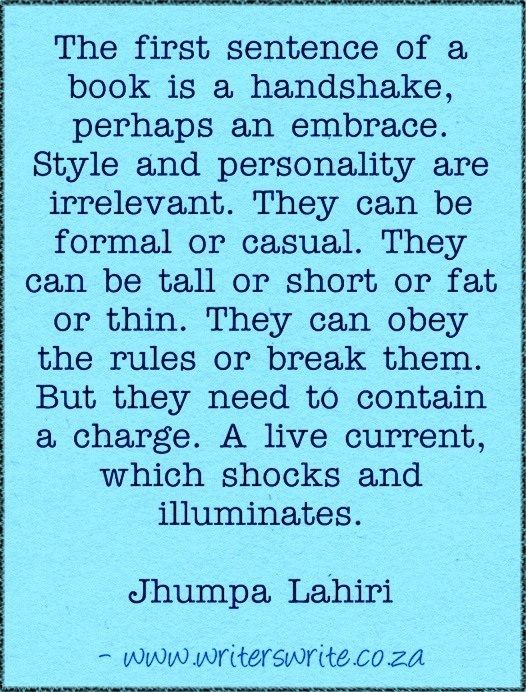 The first sentence of a
book is a handshake,
perhaps an embrace.
Style and personality are
irrelevant. They can be
formal or casual. They
can be tall or short or fat
or thin. They can obey
the rules or break them.
But they need to contain
a charge. A live current,
which shocks and
illuminates.
Jhumpa Lahiri
- www.writerswrite.co.za